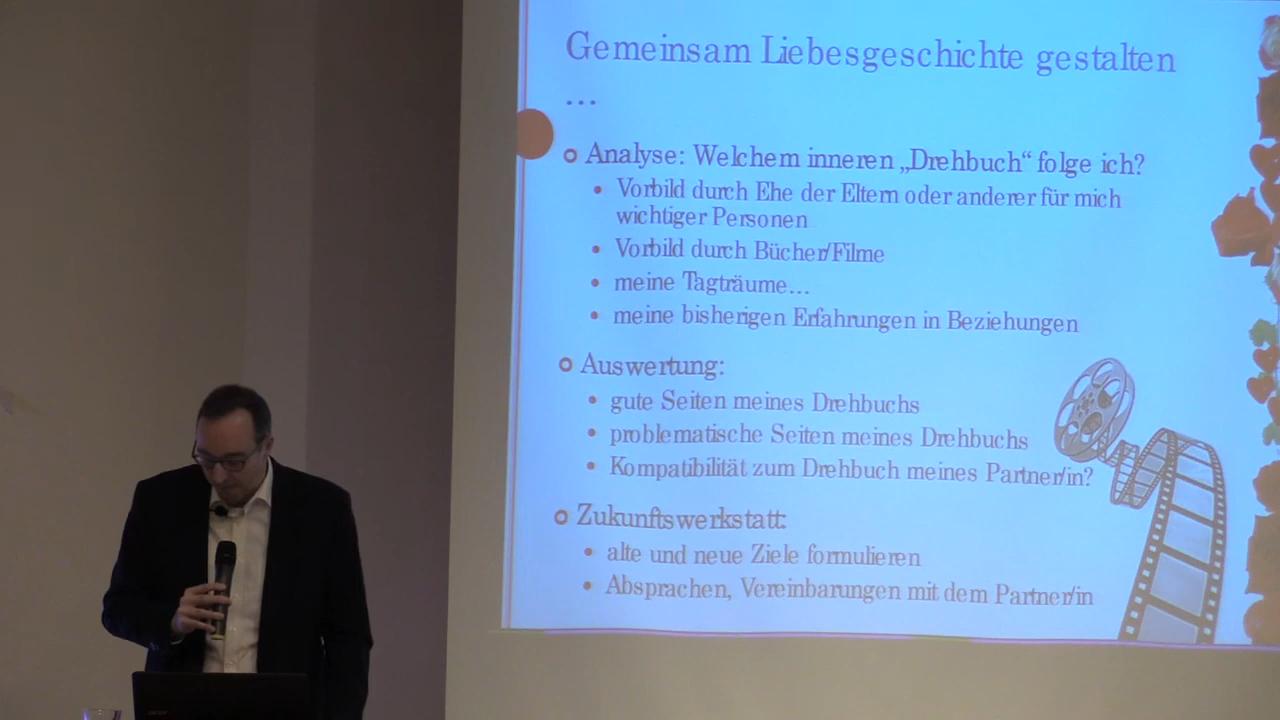 Gemeinsam Liebesgeschichte gestalten
…
Analyse: Welchem inneren „Drehbuch“ folge ich?
Vorbild durch Ehe der Eltern oder anderer für mich
wichtiger Personen
Vorbild durch Bücher/Filme
meine Tagträume…
meine bisherigen Erfahrungen in Beziehungen
Auswertung:
gute Seiten meines Drehbuchs
problematische Seiten meines Drehbuchs
Kompatibilität zum Drehbuch meines Partner/in?
Zukunftswerkstatt:
alte und neue Ziele formulieren
Absprachen, Vereinbarungen mit dem Partner/in
acer